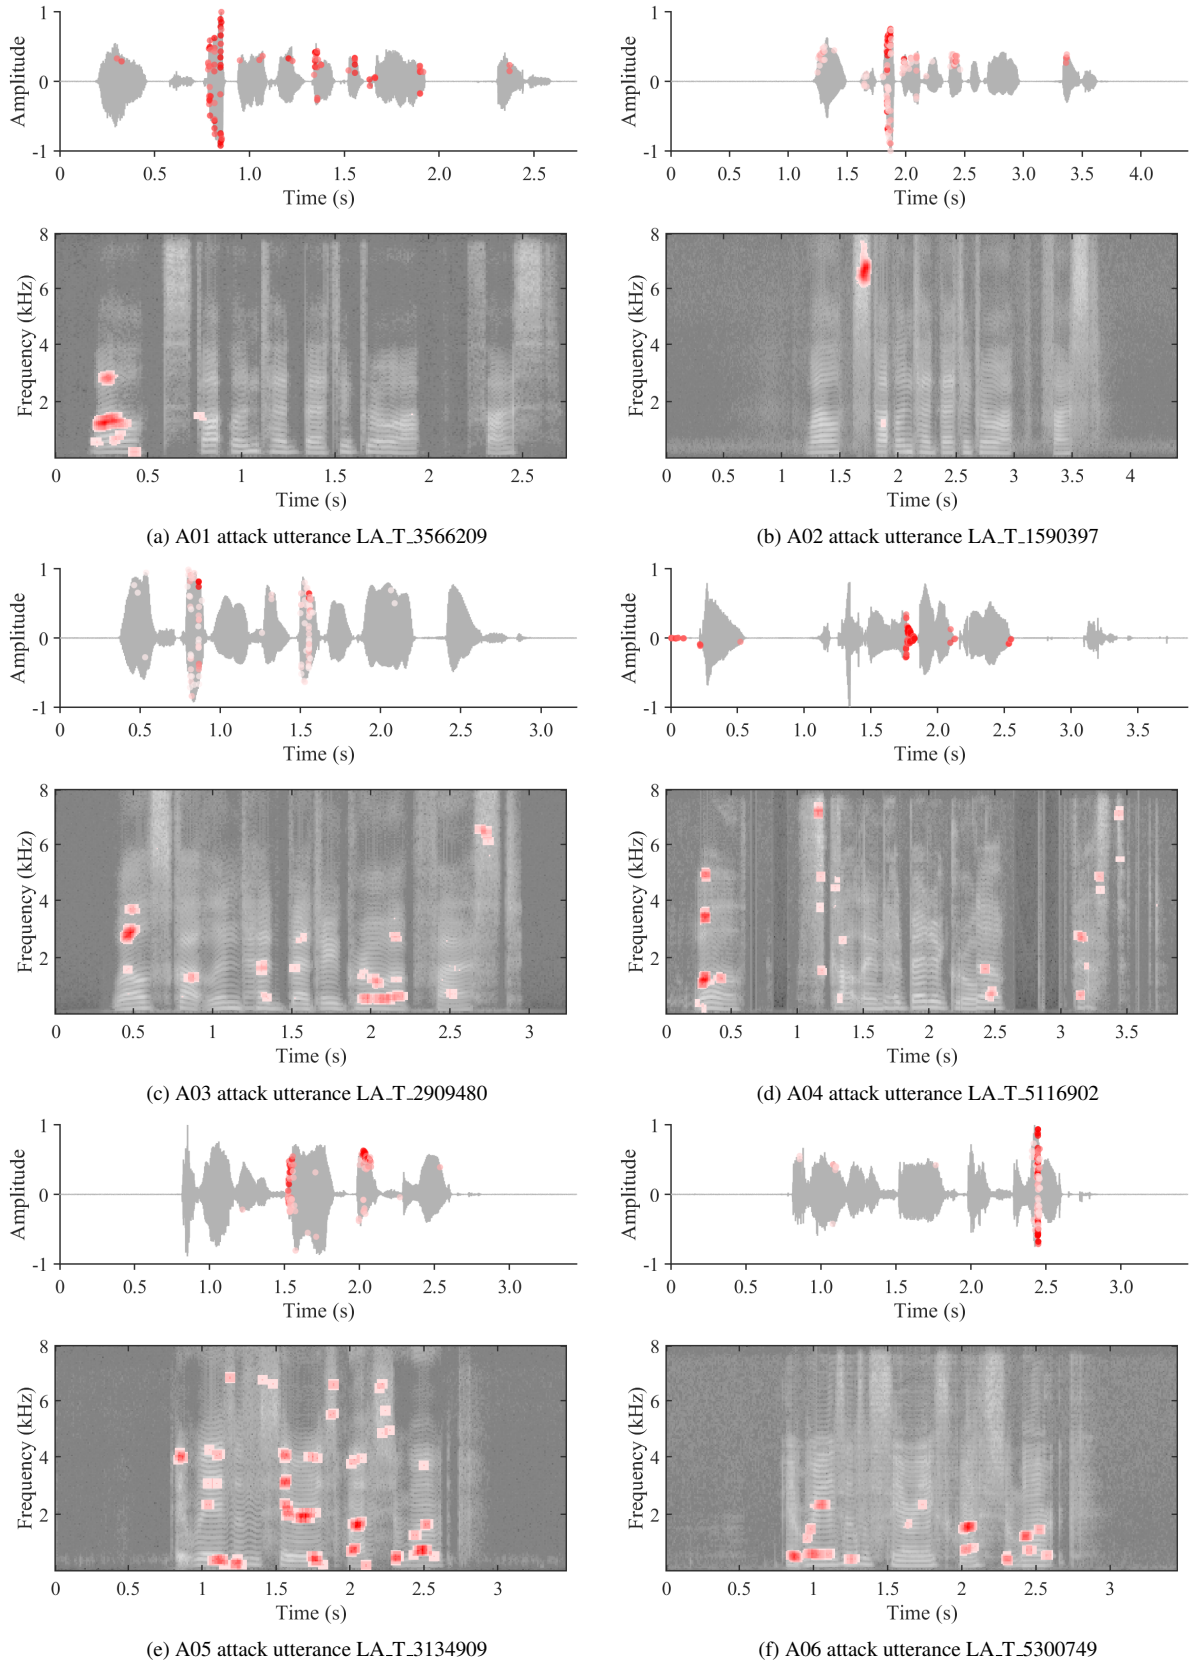 1
0
-1
Amplitude
0 0.5 1.0 1.5 2.0 2.5
Time (s)
8
6
4
2
Frequency (kHz)
0 0.5 1 1.5 2 2.5
Time (s)
(a) A01 attack utterance LA_T_3566209
1
0
-1
Amplitude
0 0.5 1.0 1.5 2.0 2.5 3.0 3.5 4.0
Time (s)
8
6
4
2
Frequency (kHz)
0 0.5 1 1.5 2 2.5 3 3.5 4
Time (s)
(b) A02 attack utterance LA_T_1590397
1
0
-1
Amplitude
0 0.5 1.0 1.5 2.0 2.5 3.0
Time (s)
8
6
4
2
Frequency (kHz)
0 0.5 1 1.5 2 2.5 3
Time (s)
(c) A03 attack utterance LA_T_2909480
1
0
-1
Amplitude
0 0.5 1.0 1.5 2.0 2.5 3.0 3.5
Time (s)
8
6
4
2
Frequency (kHz)
0 0.5 1 1.5 2 2.5 3 3.5
Time (s)
(d) A04 attack utterance LA_T_5116902
1
0
-1
Amplitude
0 0.5 1.0 1.5 2.0 2.5 3.0
Time (s)
8
6
4
2
Frequency (kHz)
0 0.5 1 1.5 2 2.5 3
Time (s)
(e) A05 attack utterance LA_T_3134909
1
0
-1
Amplitude
0 0.5 1.0 1.5 2.0 2.5 3.0
Time (s)
8
6
4
2
Frequency (kHz)
0 0.5 1 1.5 2 2.5 3
Time (s)
(f) A06 attack utterance LA_T_5300749